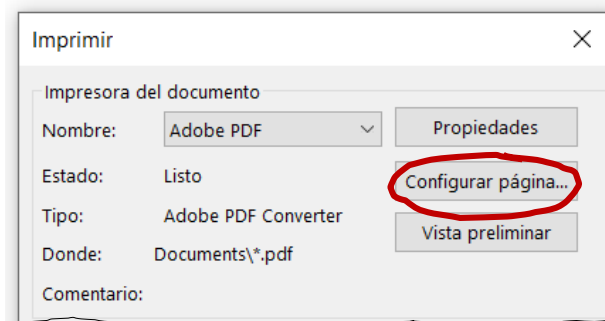 Imprimir
Impresora del documento
Nombre: Adobe PDF Propiedades
Estado: Listo Configurar página...
Tipo: Adobe PDF Converter Vista preliminar
Donde: Documents\*.pdf
Comentario: